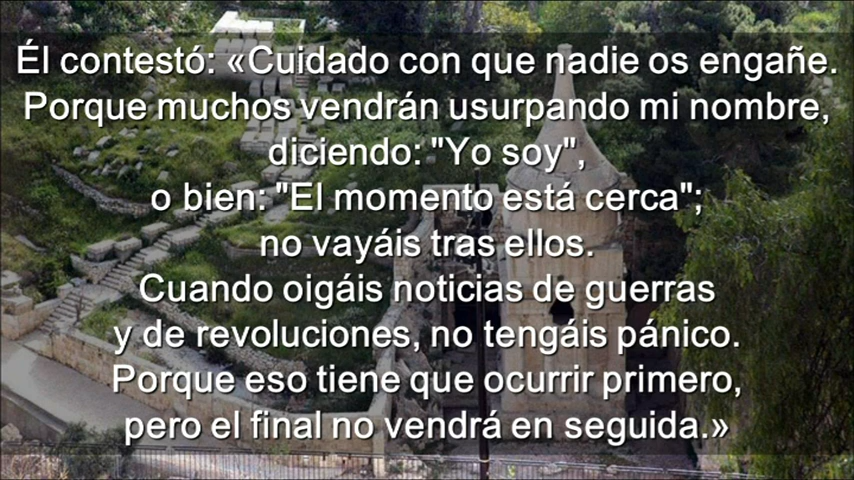 Él contestó: «Cuidado con que nadie os engañe.
Porque muchos vendrán usurpando mi nombre,
diciendo: "Yo soy",
o bien: "El momento está cerca";
no vayáis tras ellos.
Cuando oigáis noticias de guerras
y de revoluciones, no tengáis pánico.
Porque eso tiene que ocurrir primero,
pero el final no vendrá en seguida.»